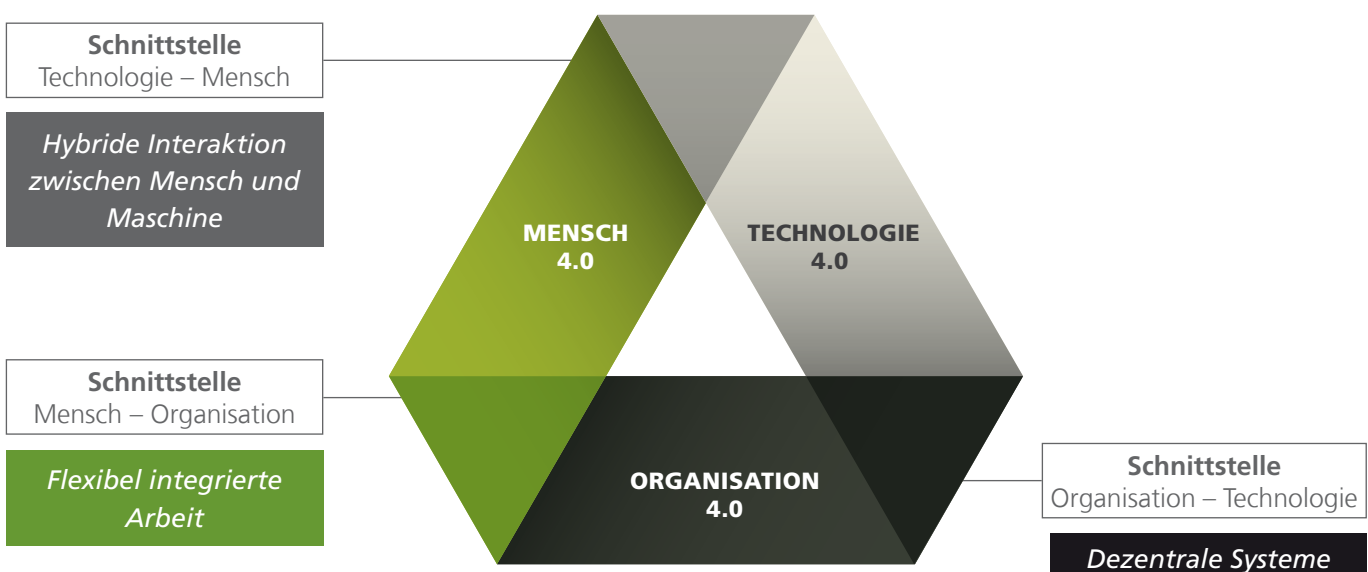 Schnittstelle
Technologie – Mensch
Hybride Interaktion
zwischen Mensch und
Maschine
MENSCH
4.0
TECHNOLOGIE
4.0
Schnittstelle
Mensch – Organisation
Flexibel integrierte
Arbeit
ORGANISATION
4.0
Schnittstelle
Organisation – Technologie
Dezentrale Systeme